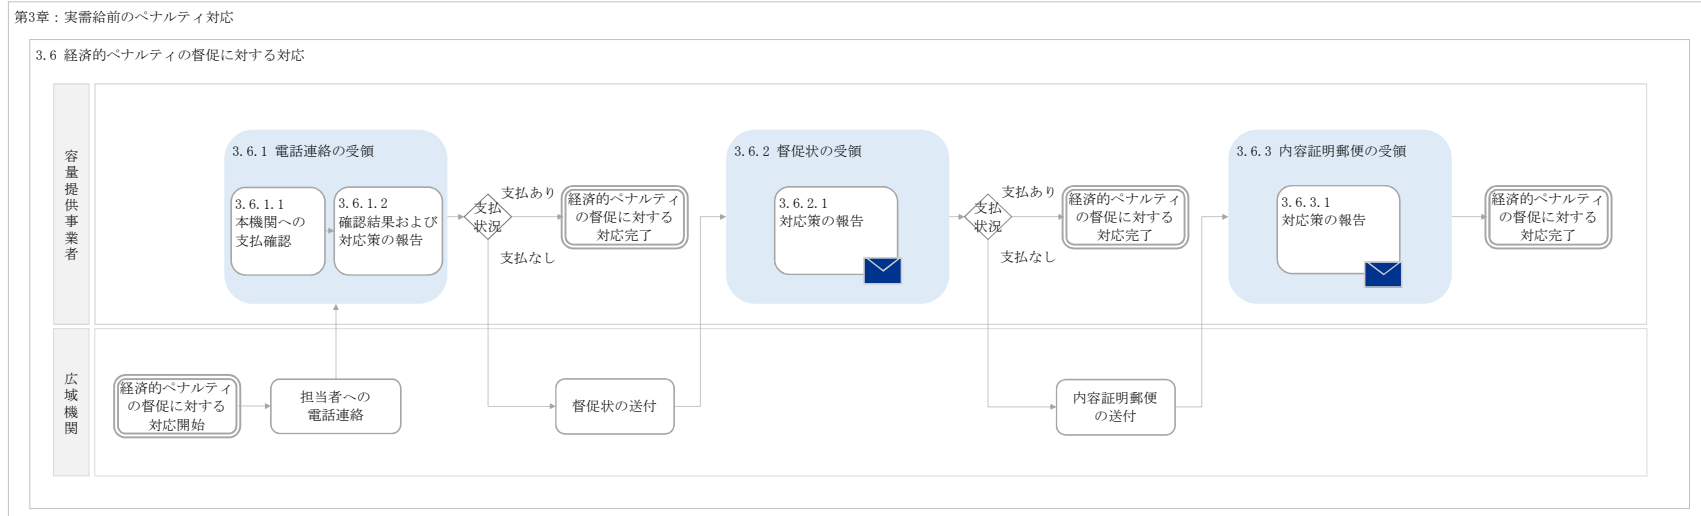 第3章：実需給前のペナルティ対応
3.6 経済的ペナルティの督促に対する対応
容量提供事業者
3.6.1 電話連絡の受領
3.6.1.1
本機関への
支払確認
3.6.1.2
確認結果および
対応策の報告
支払
状況
支払あり
支払なし
経済的ペナルティ
の督促に対する
対応完了
3.6.2 督促状の受領
3.6.2.1
対応策の報告
支払
状況
支払あり
支払なし
経済的ペナルティ
の督促に対する
対応完了
3.6.3 内容証明郵便の受領
3.6.3.1
対応策の報告
経済的ペナルティ
の督促に対する
対応完了
広域機関
経済的ペナルティ
の督促に対する
対応開始
担当者への
電話連絡
督促状の送付
内容証明郵便
の送付